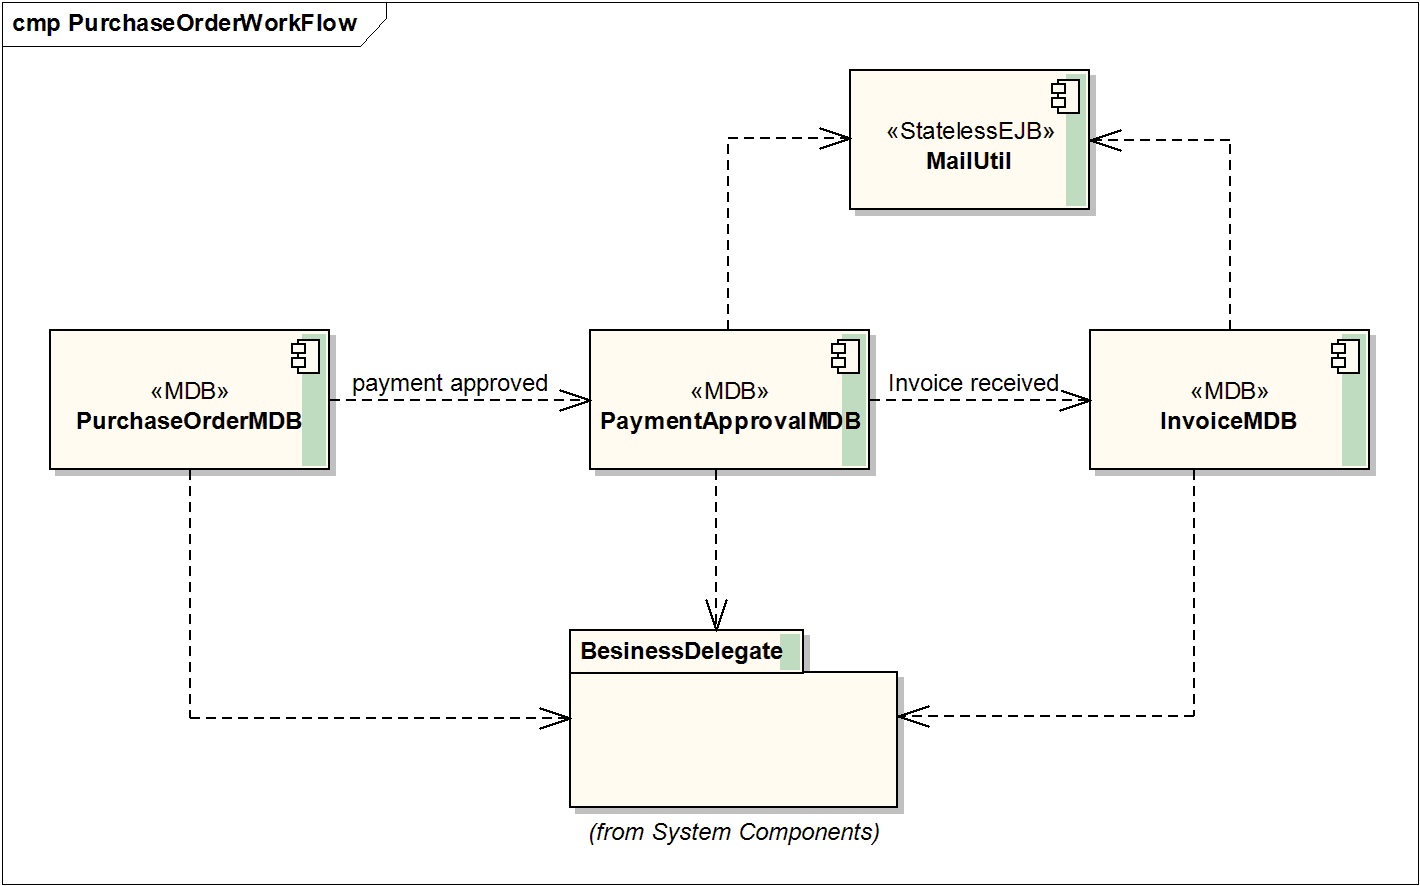 cmp PurchaseOrderWorkFlow
«StatelessEJB»
MailUtil
«MDB»
PurchaseOrderMDB
payment approved
«MDB»
PaymentApprovalMDB
Invoice received
«MDB»
InvoiceMDB
BesinessDelegate
(from System Components)